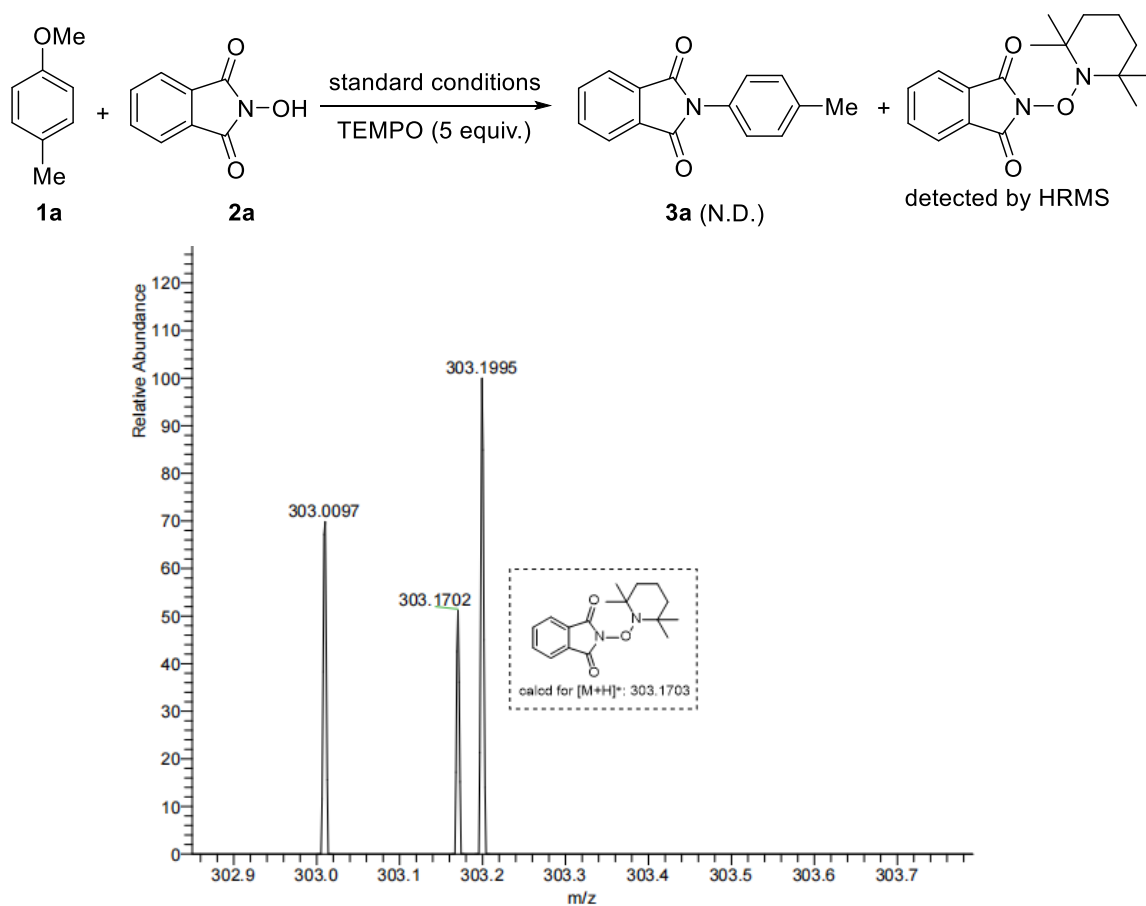 OMe
Me
1a
+
O
N
OH
O
2a
standard conditions
TEMPO (5 equiv.)
O
N
O
Me
3a (N.D.)
+
O
N
O
N
O
detected by HRMS
Relative Abundance
120
110
100
90
80
70
60
50
40
30
20
10
0
303.0097
303.1702
303.1995
O
N
O
N
O
calcd for [M+H]+: 303.1703
302.9 303.0 303.1 303.2 303.3 303.4 303.5 303.6 303.7
m/z